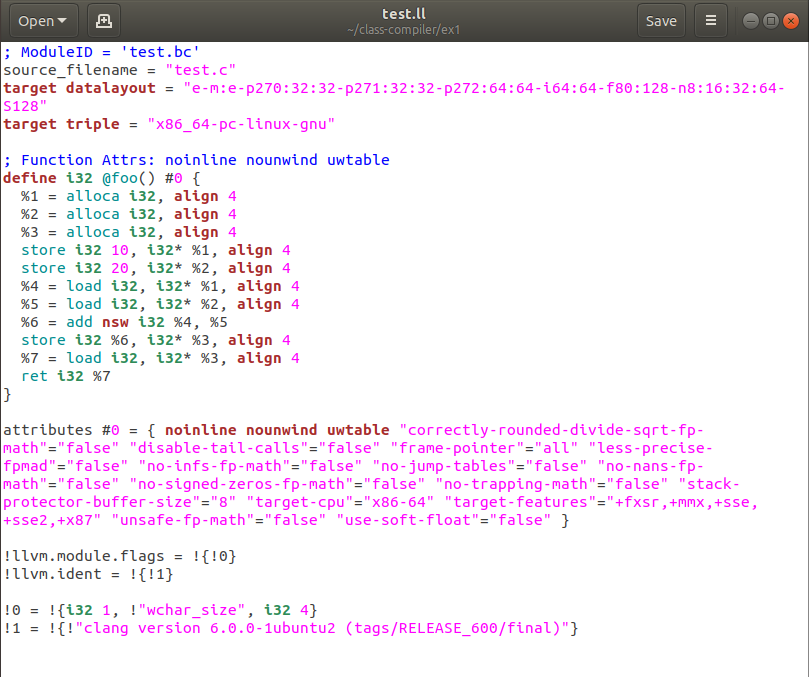 Open
test.ll
~/class-compiler/ex1
Save
; ModuleID = 'test.bc'
source_filename = "test.c"
target datalayout = "e-m:e-p270:32:32-p271:32:32-p272:64:64-i64:64-f80:128-n8:16:32:64-
S128"
target triple = "x86_64-pc-linux-gnu"
; Function Attrs: noinline nounwind uwtable
define i32 @foo() #0 {
%1 = alloca i32, align 4
%2 = alloca i32, align 4
%3 = alloca i32, align 4
store i32 10, i32* %1, align 4
store i32 20, i32* %2, align 4
%4 = load i32, i32* %1, align 4
%5 = load i32, i32* %2, align 4
%6 = add nsw i32 %4, %5
store i32 %6, i32* %3, align 4
%7 = load i32, i32* %3, align 4
ret i32 %7
}
attributes #0 = { noinline nounwind uwtable "correctly-rounded-divide-sqrt-fp-
math"="false" "disable-tail-calls"="false" "frame-pointer"="all" "less-precise-
fpmad"="false" "no-infs-fp-math"="false" "no-jump-tables"="false" "no-nans-fp-
math"="false" "no-signed-zeros-fp-math"="false" "no-trapping-math"="false" "stack-
protector-buffer-size"="8" "target-cpu"="x86-64" "target-features"="+fxsr,+mmx,+sse,
+sse2,+x87" "unsafe-fp-math"="false" "use-soft-float"="false" }
!llvm.module.flags = !{!0}
!llvm.ident = !{!1}
!0 = !{i32 1, !"wchar_size", i32 4}
!1 = !{!"clang version 6.0.0-1ubuntu2 (tags/RELEASE_600/final)"}